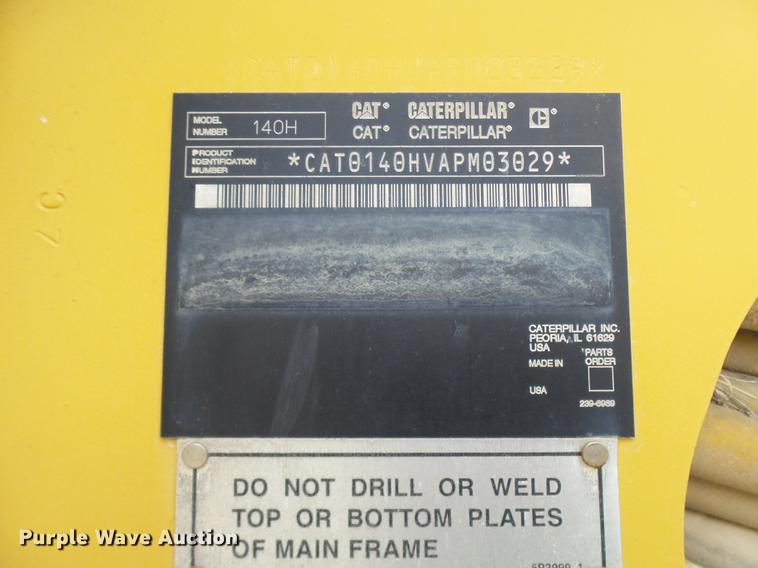 *CAT0140HVAPM03029*
MODEL NUMBER 140H
CAT® CATERPILLAR® C®
CAT® CATERPILLAR®
PRODUCT IDENTIFICATION NUMBER *CAT0140HVAPM03029*
CATERPILLAR INC.
PEORIA, IL 61629
USA
PARTS ORDER
MADE IN
USA
239-6989
DO NOT DRILL OR WELD
TOP OR BOTTOM PLATES
OF MAIN FRAME
Purple Wave Auction